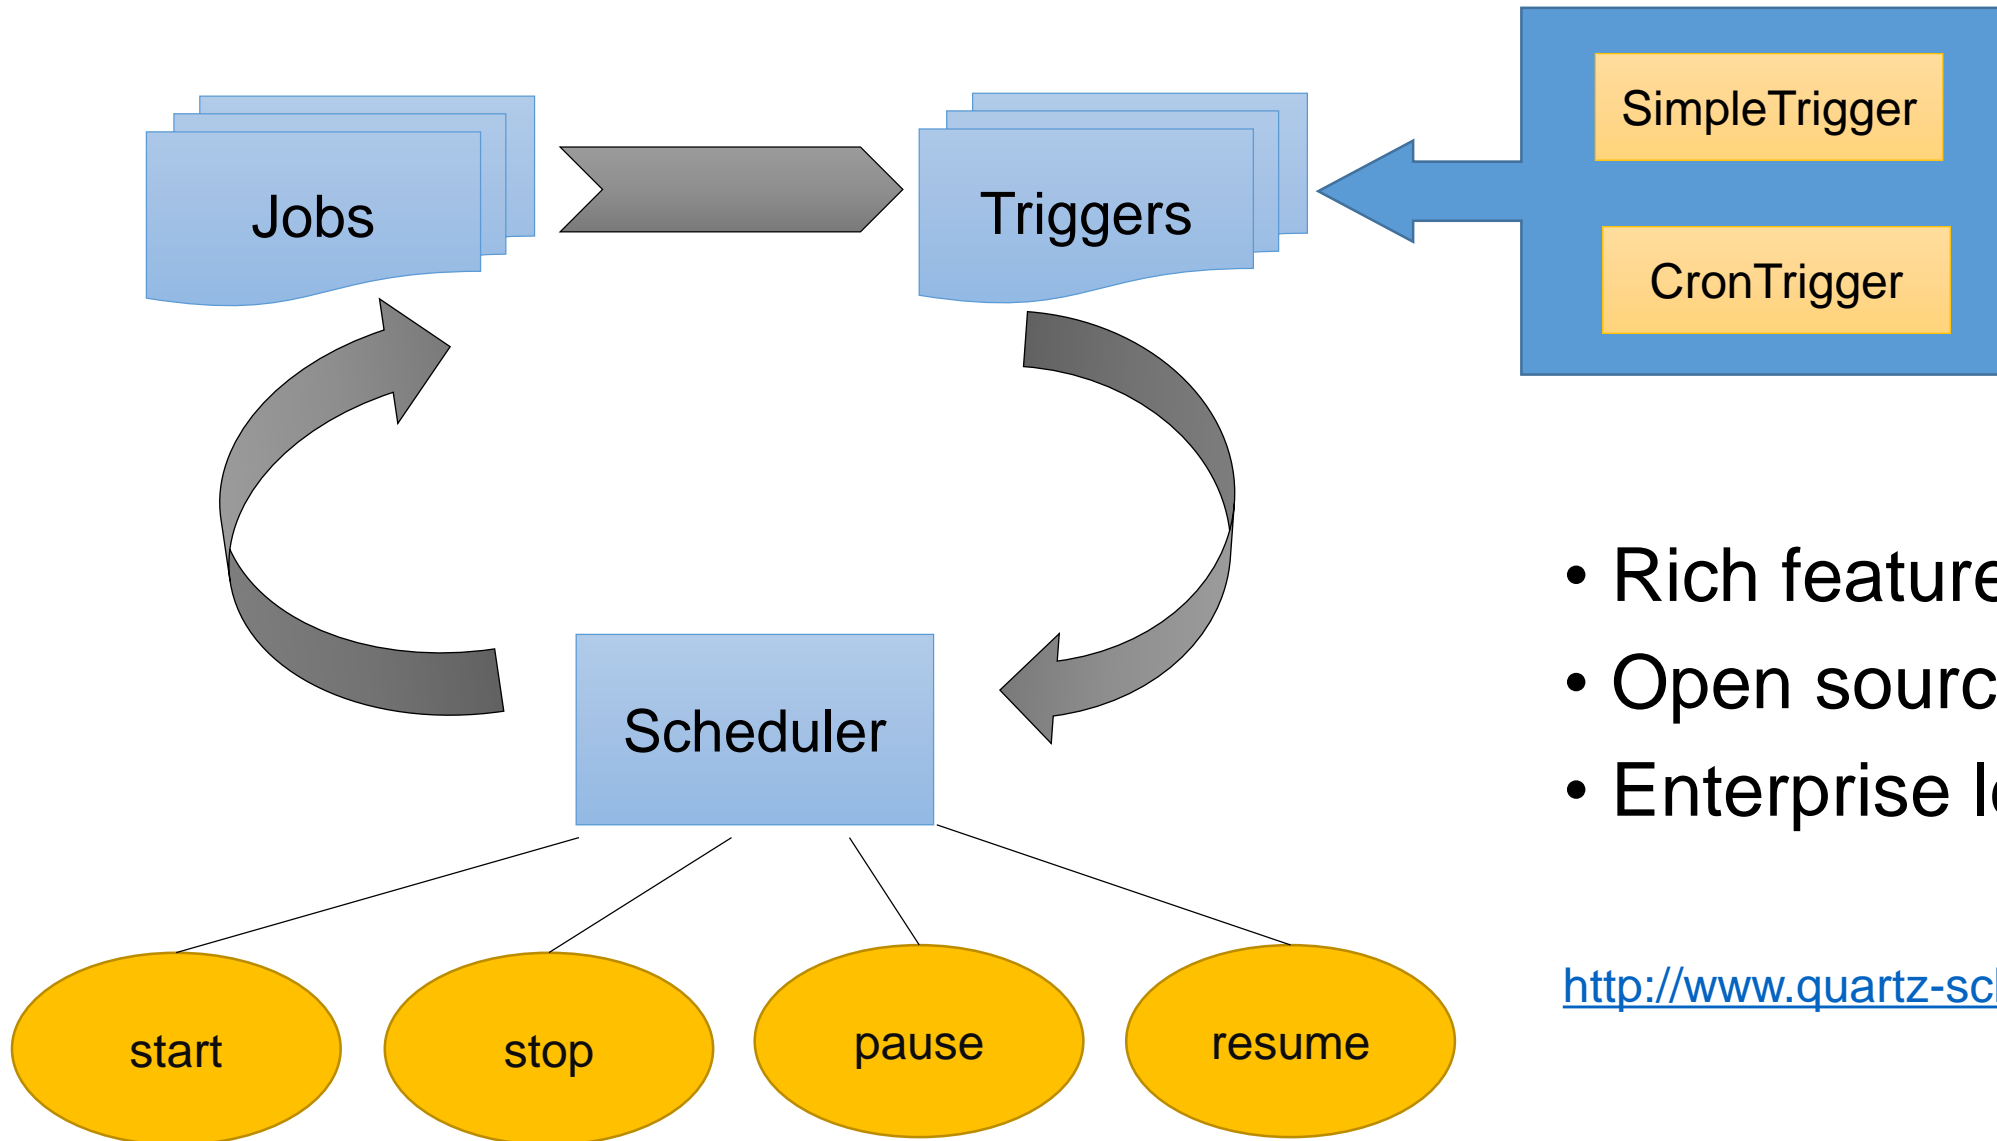 SimpleTrigger
Jobs
Triggers
CronTrigger
• Rich feature
• Open sourc
Scheduler
• Enterprise l
http://www.quartz-sc
start
stop
pause
resume